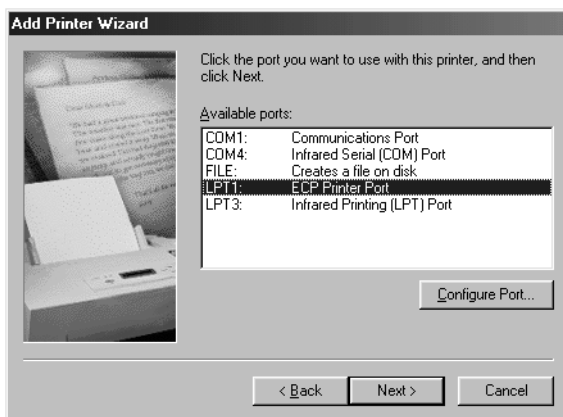 Add Printer Wizard
Click the port you want to use with this printer, and then
click Next.
Available ports:
COM1: Communications Port
COM4: Infrared Serial (COM) Port
FILE: Creates a file on disk
LPT1: ECP Printer Port
LPT3: Infrared Printing (LPT) Port
Configure Port...
< Back
Next >
Cancel